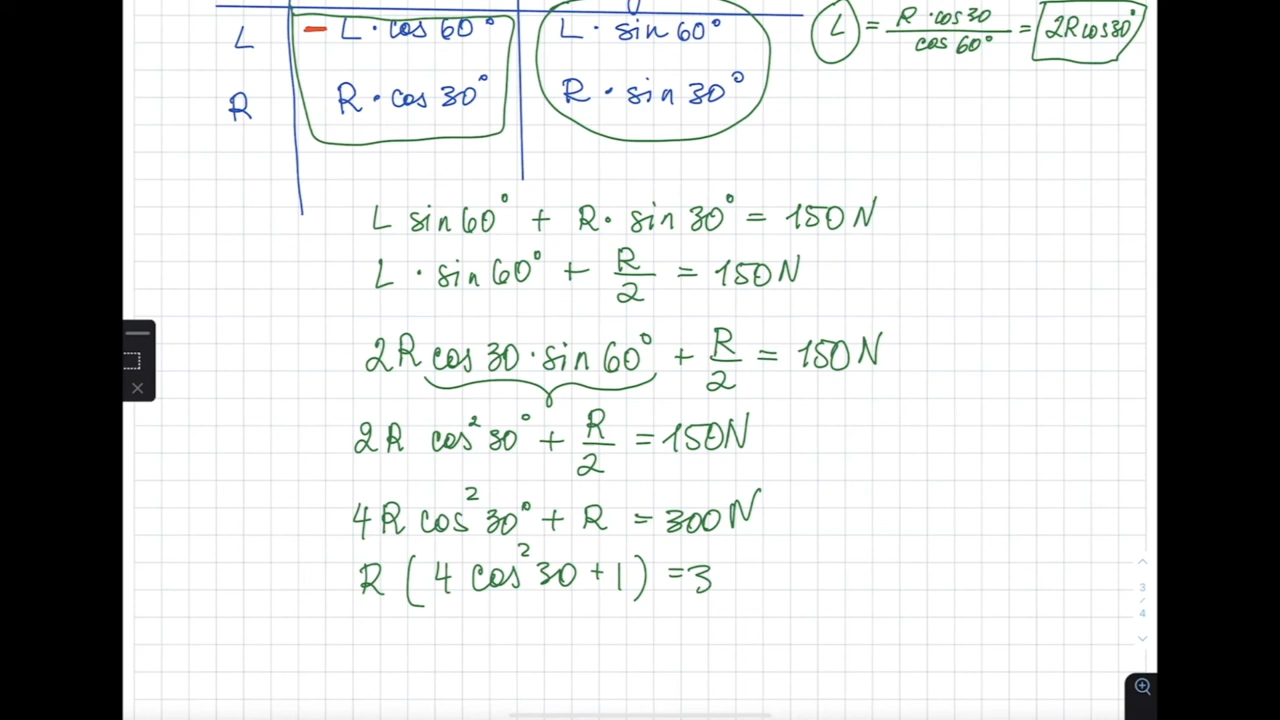 L - L · cos 60° L · sin 60° L = R · cos 30 / cos 60° = 2R cos 30°
R R · cos 30° R · sin 30°
L sin 60° + R · sin 30° = 150 N
L · sin 60° + R/2 = 150 N
2R cos 30 · sin 60° + R/2 = 150 N
2R cos² 30° + R/2 = 150 N
4R cos² 30° + R = 300 N
R ( 4 cos² 30 + 1 ) = 3
3
/
4